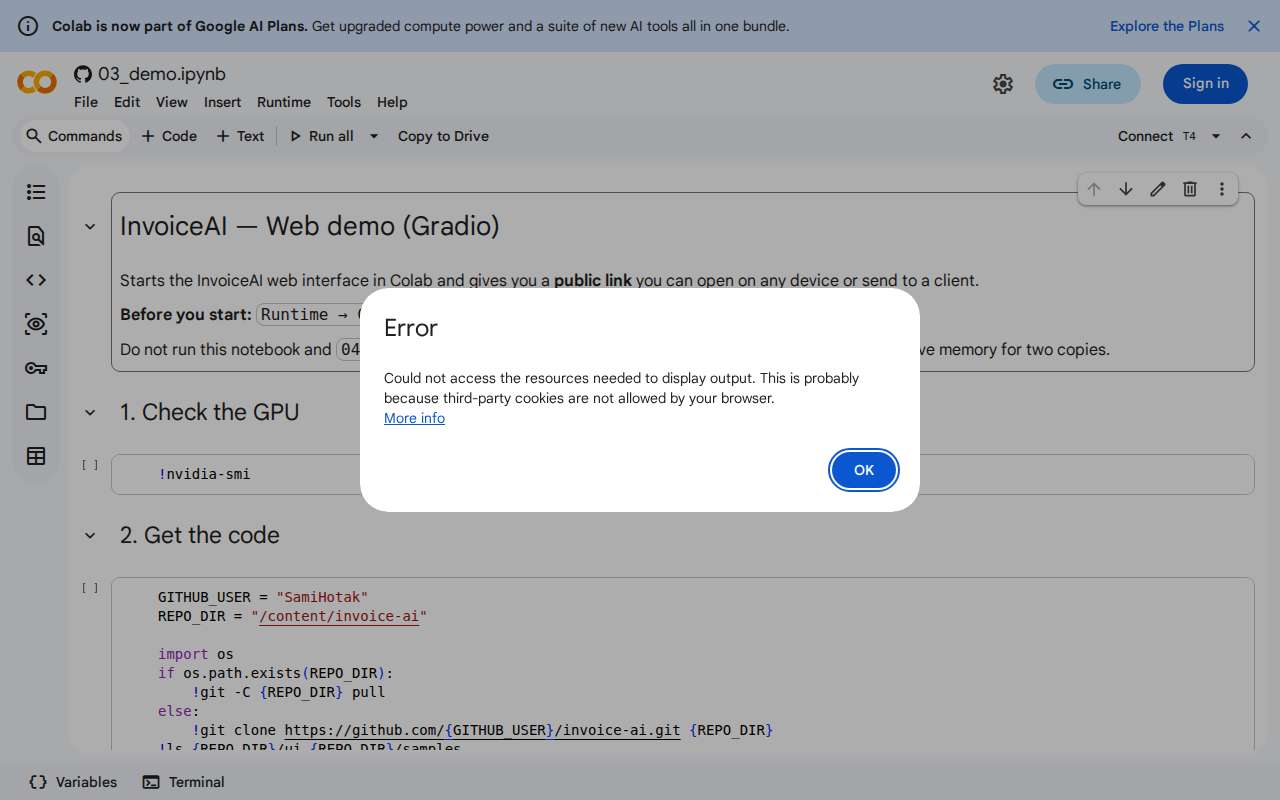 Colab is now part of Google AI Plans. Get upgraded compute power and a suite of new AI tools all in one bundle.
Explore the Plans
03_demo.ipynb
File Edit View Insert Runtime Tools Help
Share
Sign in
Commands + Code + Text Run all Copy to Drive
Connect T4
InvoiceAI — Web demo (Gradio)
Starts the InvoiceAI web interface in Colab and gives you a public link you can open on any device or send to a client.
Before you start: Runtime →
Do not run this notebook and 04
memory for two copies.
Error
Could not access the resources needed to display output. This is probably
because third-party cookies are not allowed by your browser.
More info
OK
1. Check the GPU
[ ]
!nvidia-smi
2. Get the code
[ ]
GITHUB_USER = "SamiHotak"
REPO_DIR = "/content/invoice-ai"
import os
if os.path.exists(REPO_DIR):
!git -C {REPO_DIR} pull
else:
!git clone https://github.com/{GITHUB_USER}/invoice-ai.git {REPO_DIR}
!ls {REPO_DIR}/ui {REPO_DIR}/samples
Variables
Terminal